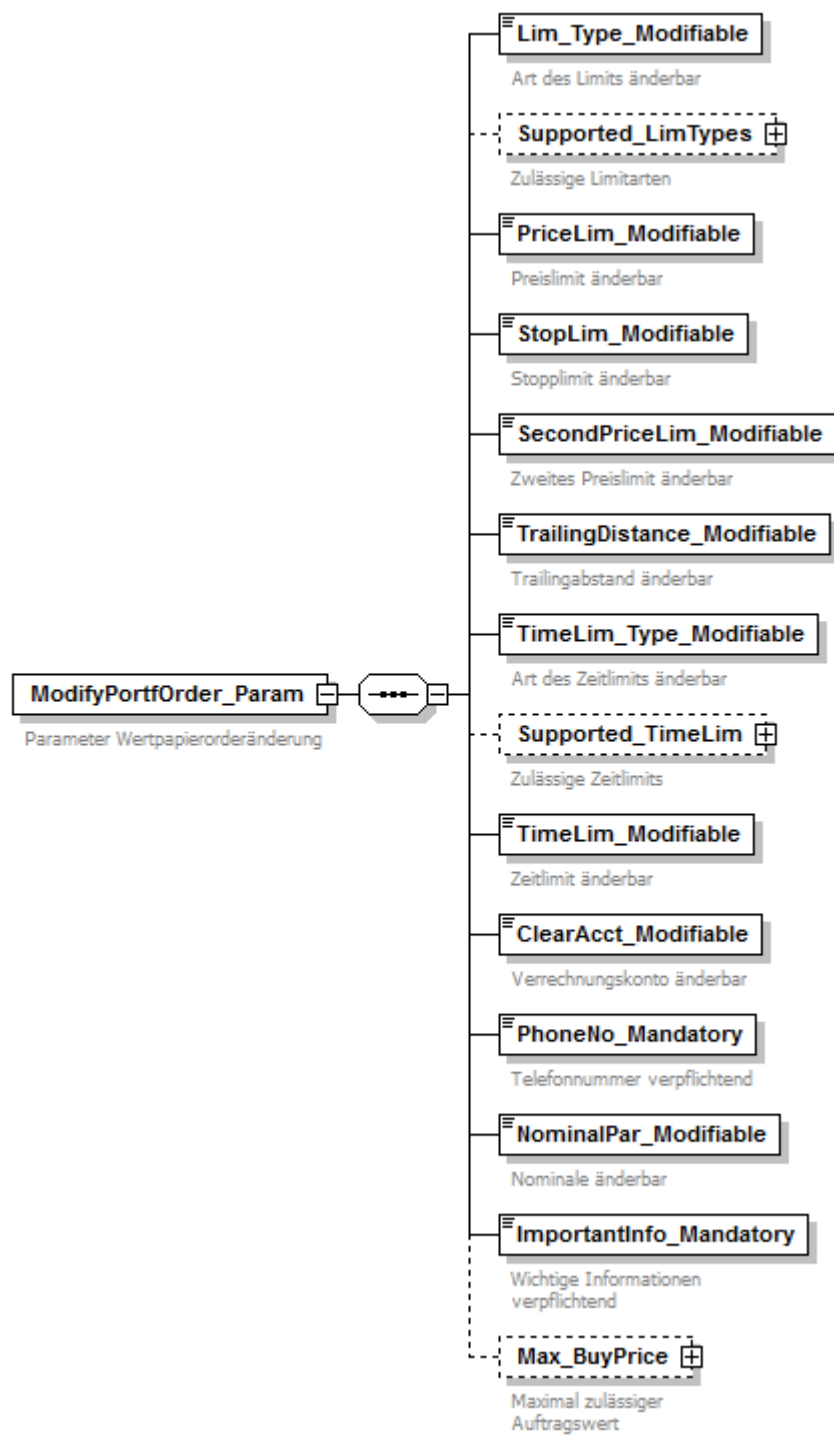 Lim_Type_Modifiable
Art des Limits änderbar
Supported_LimTypes
Zulässige Limitarten
PriceLim_Modifiable
Preislimit änderbar
StopLim_Modifiable
Stopplimit änderbar
SecondPriceLim_Modifiable
Zweites Preislimit änderbar
TrailingDistance_Modifiable
Trailingabstand änderbar
TimeLim_Type_Modifiable
Art des Zeitlimits änderbar
ModifyPortfOrder_Param
Parameter Wertpapierorderänderung
Supported_TimeLim
Zulässige Zeitlimits
TimeLim_Modifiable
Zeitlimit änderbar
ClearAcct_Modifiable
Verrechnungskonto änderbar
PhoneNo_Mandatory
Telefonnummer verpflichtend
NominalPar_Modifiable
Nominale änderbar
ImportantInfo_Mandatory
Wichtige Informationen
verpflichtend
Max_BuyPrice
Maximal zulässiger
Auftragswert